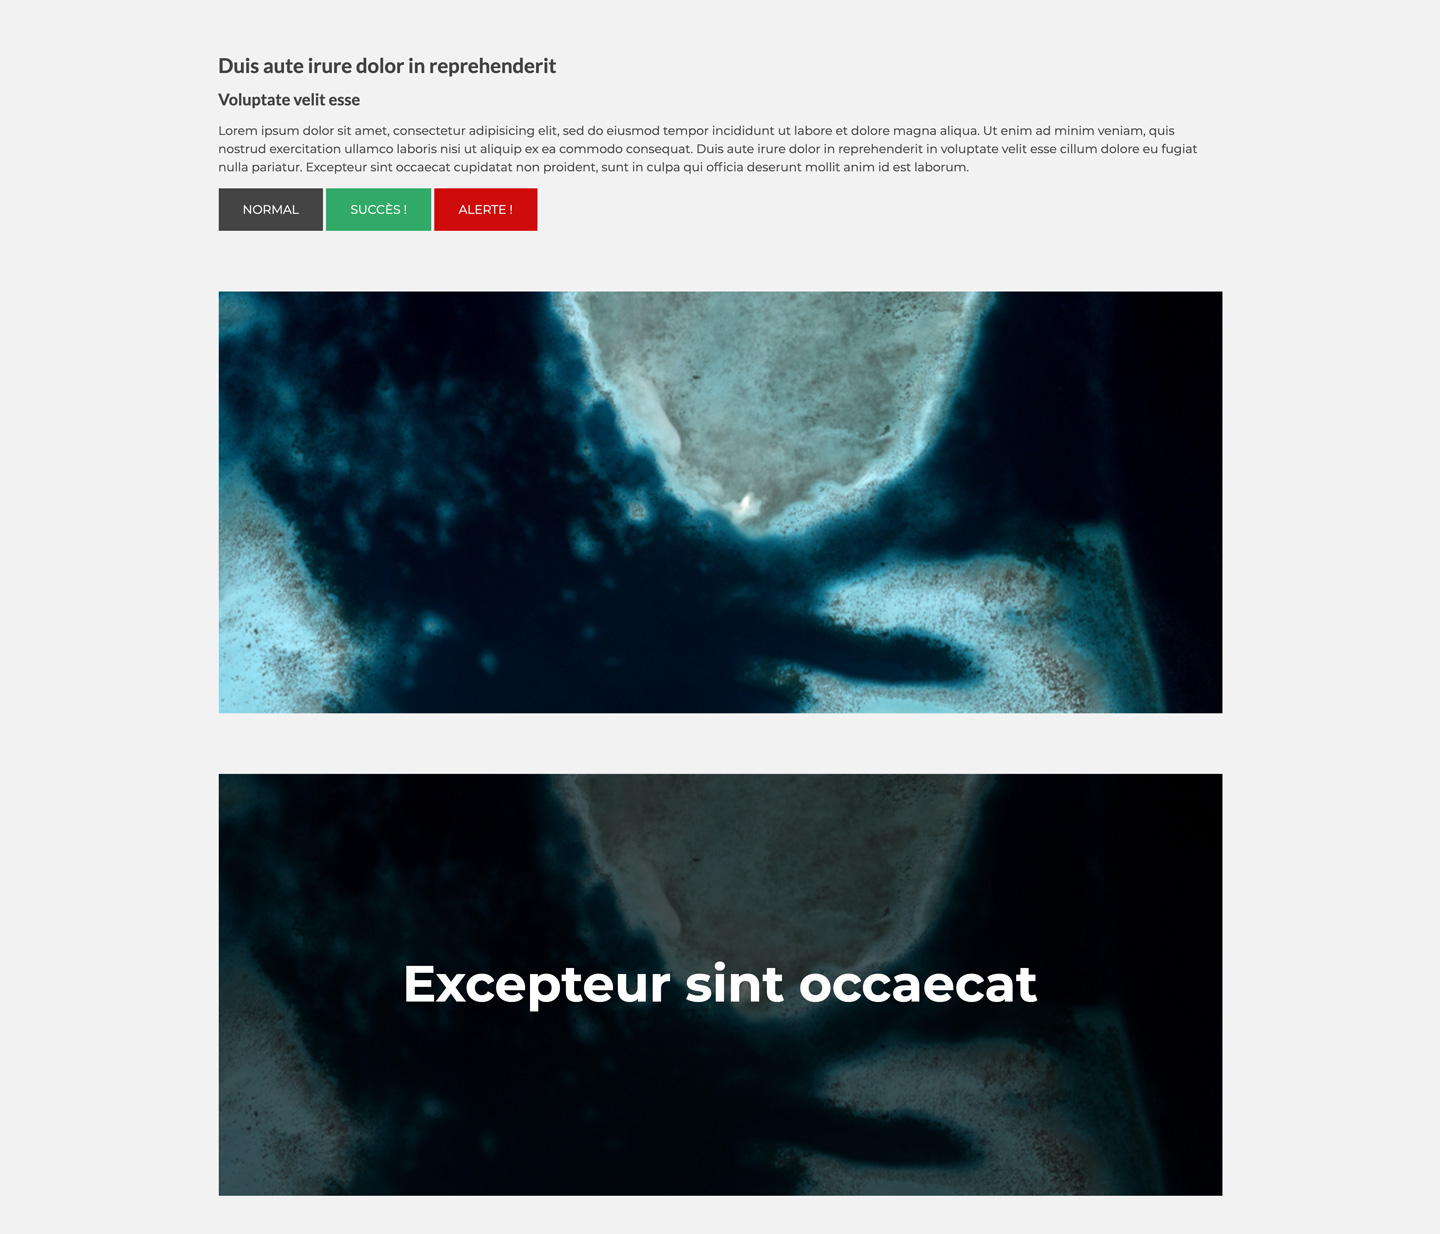 Duis aute irure dolor in reprehenderit
Voluptate velit esse
Lorem ipsum dolor sit amet, consectetur adipisicing elit, sed do eiusmod tempor incididunt ut labore et dolore magna aliqua. Ut enim ad minim veniam, quis
nostrud exercitation ullamco laboris nisi ut aliquip ex ea commodo consequat. Duis aute irure dolor in reprehenderit in voluptate velit esse cillum dolore eu fugiat
nulla pariatur. Excepteur sint occaecat cupidatat non proident, sunt in culpa qui officia deserunt mollit anim id est laborum.
NORMAL SUCCÈS ! ALERTE !
Excepteur sint occaecat